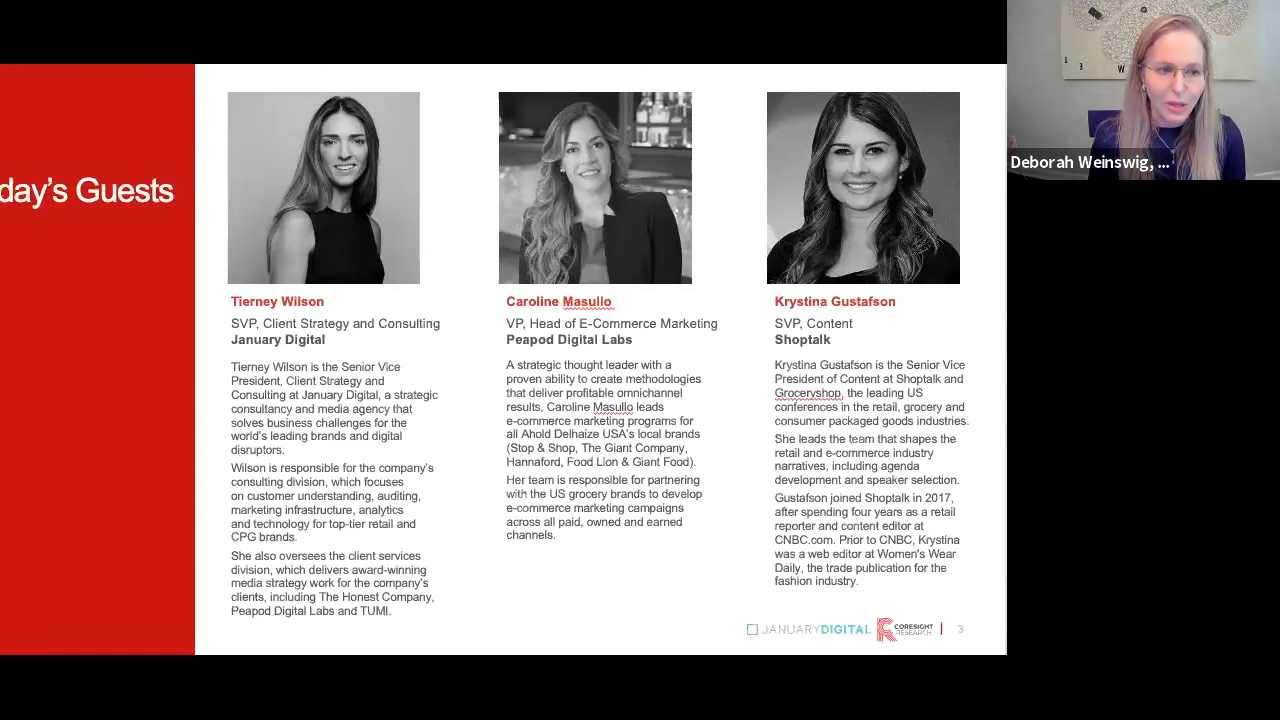 day's Guests
Tierney Wilson
SVP, Client Strategy and Consulting
January Digital
Tierney Wilson is the Senior Vice
President, Client Strategy and
Consulting at January Digital, a strategic
consultancy and media agency that
solves business challenges for the
world's leading brands and digital
disruptors.
Wilson is responsible for the company's
consulting division, which focuses
on customer understanding, auditing,
marketing infrastructure, analytics
and technology for top-tier retail and
CPG brands.
She also oversees the client services
division, which delivers award-winning
media strategy work for the company's
clients, including The Honest Company,
Peapod Digital Labs and TUMI.
Caroline Masullo
VP, Head of E-Commerce Marketing
Peapod Digital Labs
A strategic thought leader with a
proven ability to create methodologies
that deliver profitable omnichannel
results, Caroline Masullo leads
e-commerce marketing programs for
all Ahold Delhaize USA's local brands
(Stop & Shop, The Giant Company,
Hannaford, Food Lion & Giant Food).
Her team is responsible for partnering
with the US grocery brands to develop
e-commerce marketing campaigns
across all paid, owned and earned
channels.
Krystina Gustafson
SVP, Content
Shoptalk
Krystina Gustafson is the Senior Vice
President of Content at Shoptalk and
Groceryshop, the leading US
conferences in the retail, grocery and
consumer packaged goods industries.
She leads the team that shapes the
retail and e-commerce industry
narratives, including agenda
development and speaker selection.
Gustafson joined Shoptalk in 2017,
after spending four years as a retail
reporter and content editor at
CNBC.com. Prior to CNBC, Krystina
was a web editor at Women's Wear
Daily, the trade publication for the
fashion industry.
JANUARYDIGITAL
CORESIGHT
RESEARCH
3
Deborah Weinswig, ...